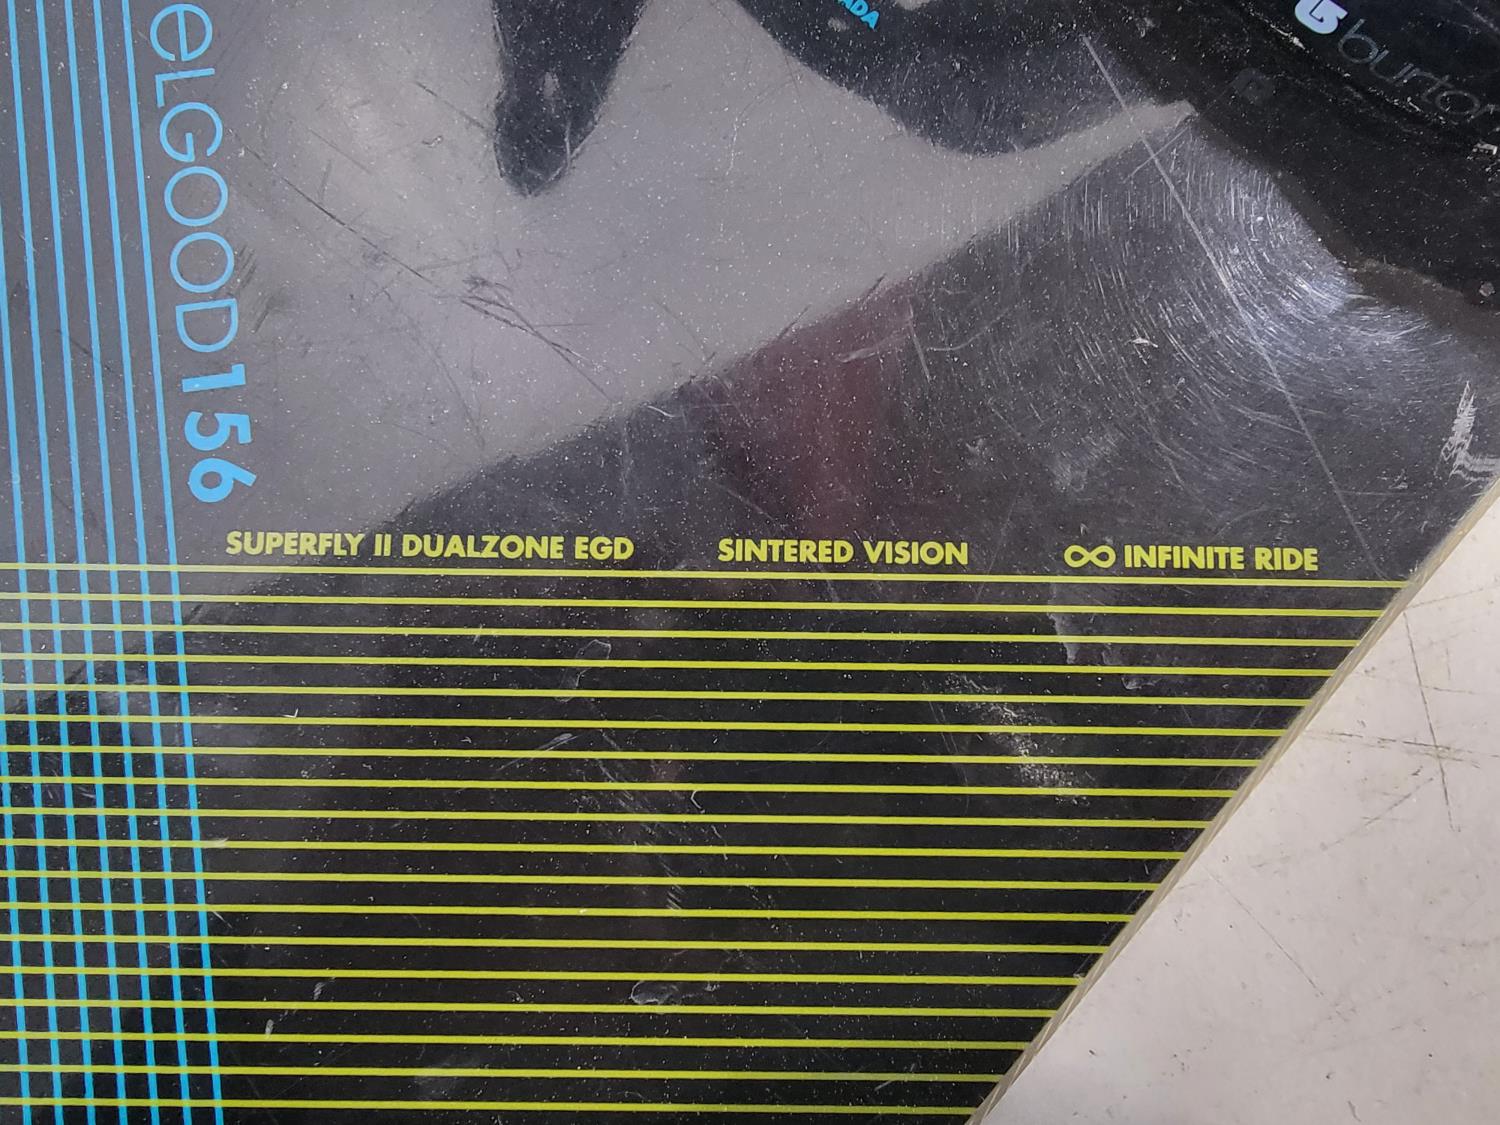 burton
eLGOOD 156
SUPERFLY II DUALZONE EGD
SINTERED VISION
∞ INFINITE RIDE